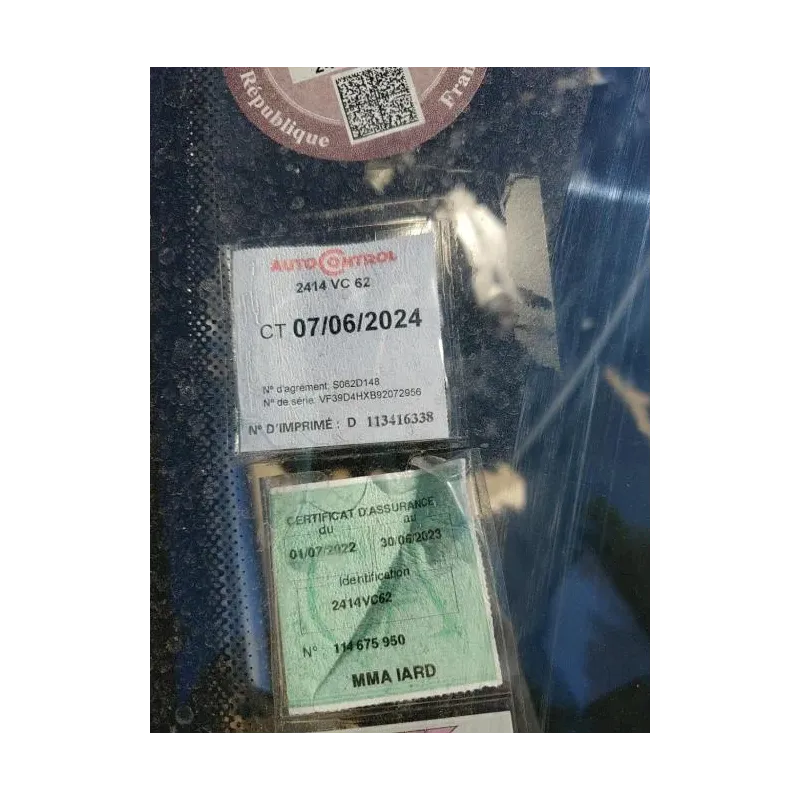 République
Fran
AUTOCONTROL
2414 VC 62
CT 07/06/2024
N° d'agrément: S062D148
N° de série: VF39D4HXB92072956
N° D'IMPRIMÉ : D 113416338
CERTIFICAT D'ASSURANCE
du au
01/07/2022 30/06/2023
Identification
2414VC62
N° : 114 675 950
MMA IARD